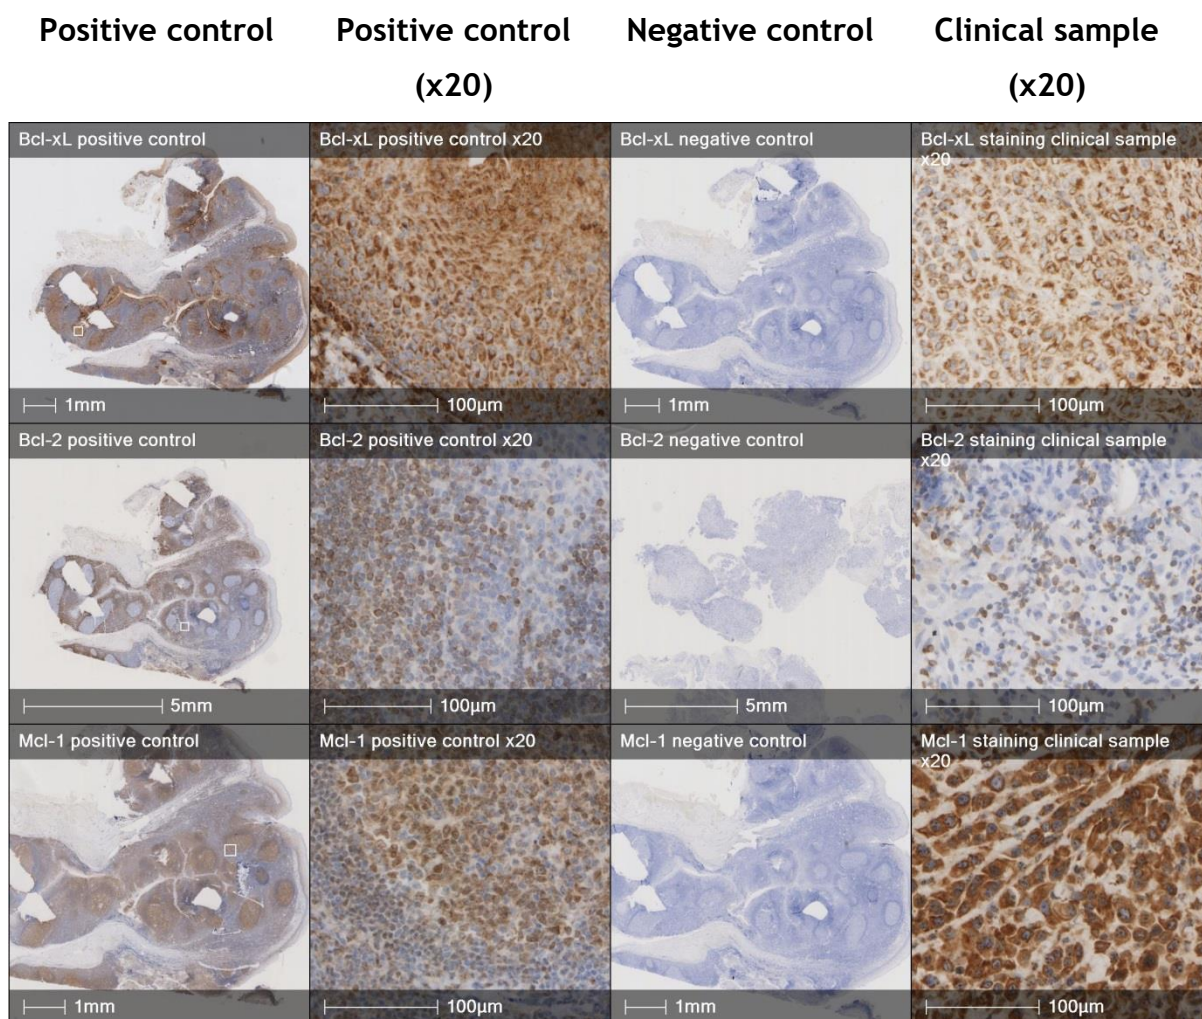 Positive control
Positive control
(x20)
Negative control
Clinical sample
(x20)
Bcl-xL positive control
Bcl-xL positive control x20
Bcl-xL negative control
Bcl-xL staining clinical sample
x20
1mm
100µm
1mm
100µm
Bcl-2 positive control
Bcl-2 positive control x20
Bcl-2 negative control
Bcl-2 staining clinical sample
x20
5mm
100µm
5mm
100µm
Mcl-1 positive control
Mcl-1 positive control x20
Mcl-1 negative control
Mcl-1 staining clinical sample
x20
1mm
100µm
1mm
100µm